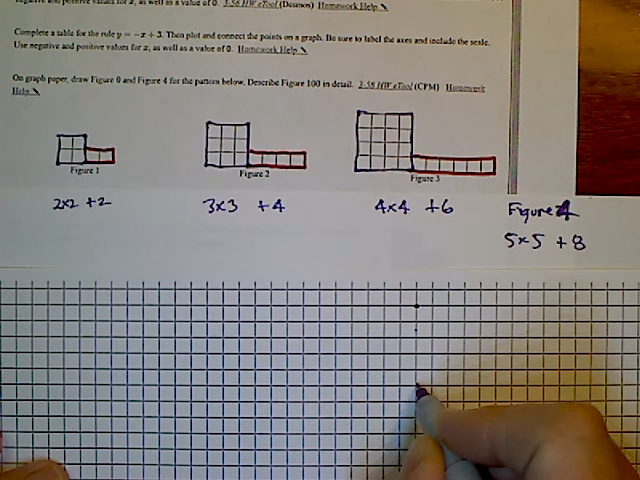 negative and positive values for x, as well as a value of 0. 3.56 HW eTool (Desmos) Homework Help ✎
Complete a table for the rule y = −x + 3. Then plot and connect the points on a graph. Be sure to label the axes and include the scale.
Use negative and positive values for x, as well as a value of 0. Homework Help ✎
On graph paper, draw Figure 0 and Figure 4 for the pattern below. Describe Figure 100 in detail. 3.58 HW eTool (CPM) Homework
Help ✎
Figure 1 Figure 2 Figure 3
2x2 +2 3x3 +4 4x4 +6 Figure 4
5x5 +8